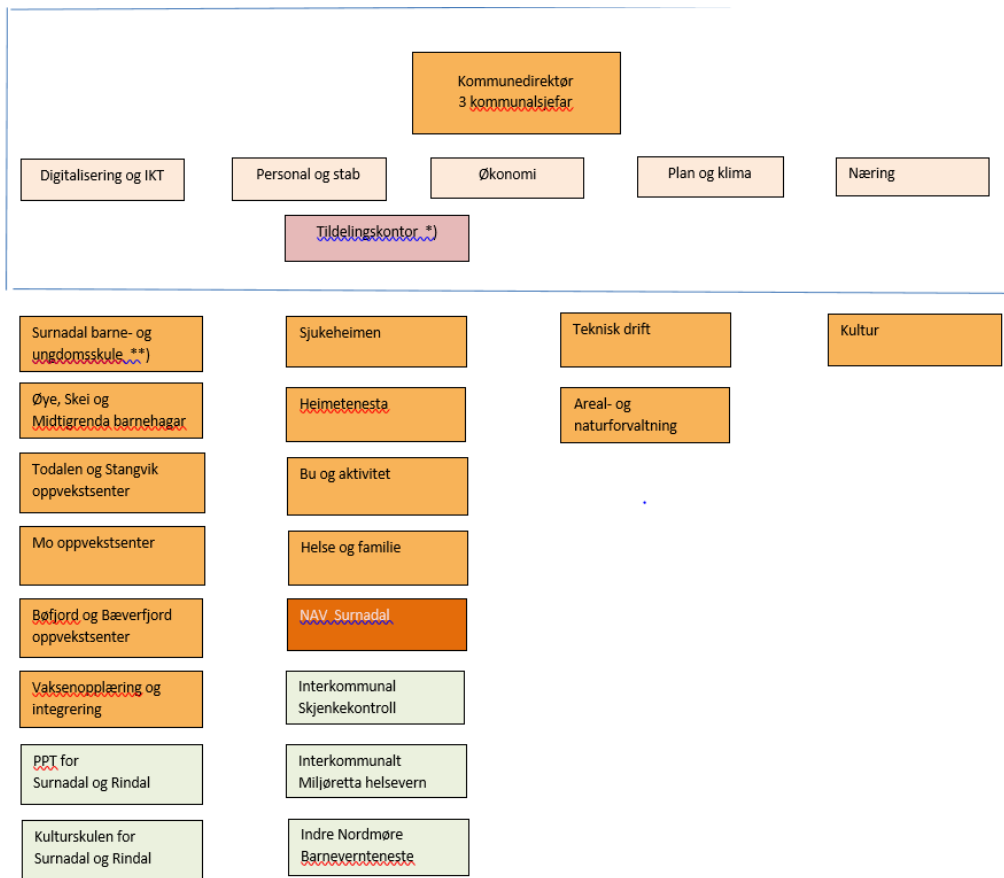 Kommunedirektør
3 kommunalsjefar
Digitalisering og IKT
Personal og stab
Økonomi
Plan og klima
Næring
Tildelingskontor *)
Surnadal barne- og
ungdomsskule **)
Øye, Skei og
Midtigrenda barnehagar
Todalen og Stangvik
oppvekstsenter
Mo oppvekstsenter
Bøfjord og Bæverfjord
oppvekstsenter
Vaksenopplæring og
integrering
PPT for
Surnadal og Rindal
Kulturskulen for
Surnadal og Rindal
Sjukeheimen
Heimetenesta
Bu og aktivitet
Helse og familie
NAV Surnadal
Interkommunal
Skjenkekontroll
Interkommunalt
Miljøretta helsevern
Indre Nordmøre
Barnevernteneste
Teknisk drift
Areal- og
naturforvaltning
Kultur